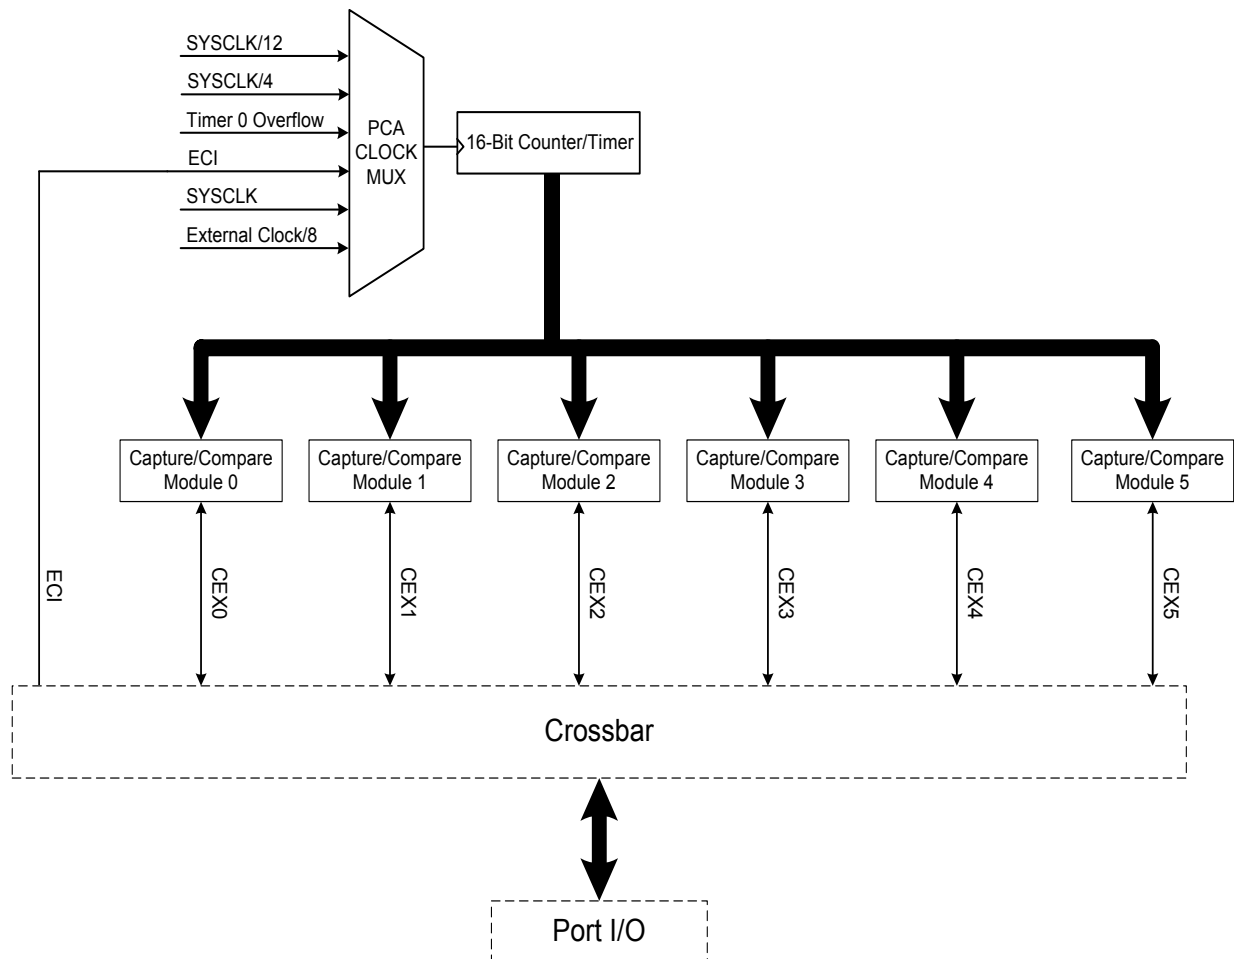 SYSCLK/12
SYSCLK/4
Timer 0 Overflow
ECI
SYSCLK
External Clock/8
PCA
CLOCK
MUX
16-Bit Counter/Timer
Capture/Compare
Module 0
Capture/Compare
Module 1
Capture/Compare
Module 2
Capture/Compare
Module 3
Capture/Compare
Module 4
Capture/Compare
Module 5
ECI
CEX0
CEX1
CEX2
CEX3
CEX4
CEX5
Crossbar
Port I/O